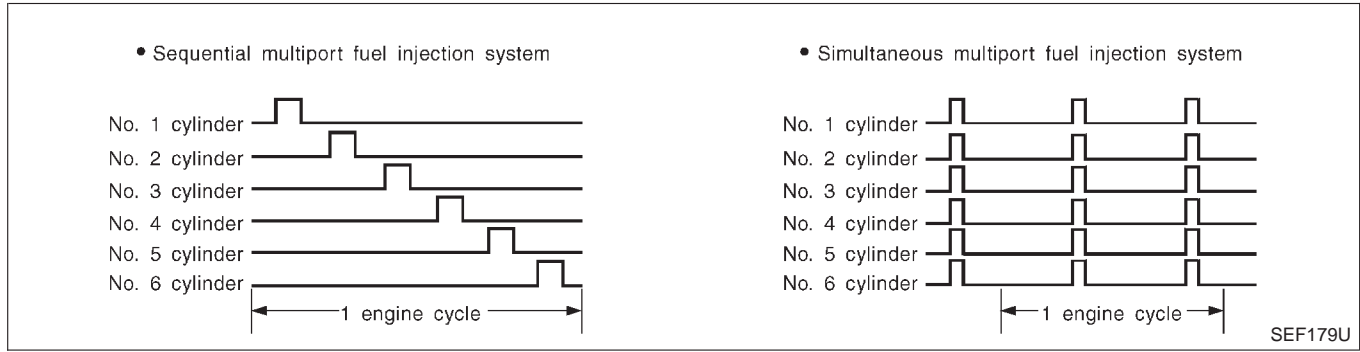 • Sequential multiport fuel injection system
No. 1 cylinder
No. 2 cylinder
No. 3 cylinder
No. 4 cylinder
No. 5 cylinder
No. 6 cylinder
1 engine cycle
• Simultaneous multiport fuel injection system
No. 1 cylinder
No. 2 cylinder
No. 3 cylinder
No. 4 cylinder
No. 5 cylinder
No. 6 cylinder
1 engine cycle
SEF179U